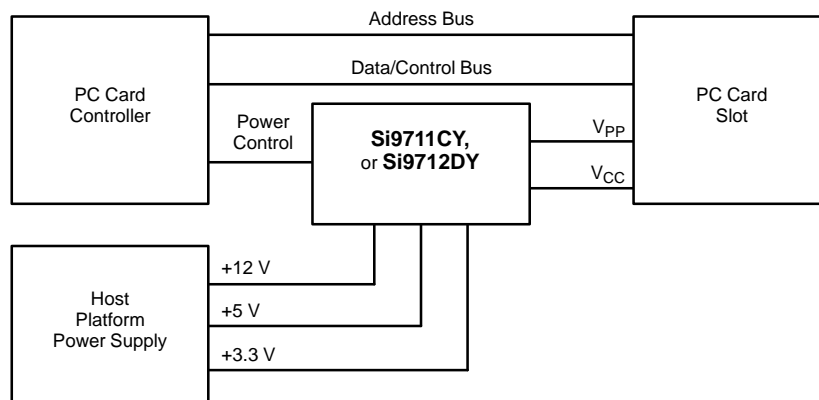 Address Bus
Data/Control Bus
PC Card
Controller
Power
Control
Si9711CY,
or Si9712DY
VPP
VCC
PC Card
Slot
Host
Platform
Power Supply
+12 V
+5 V
+3.3 V